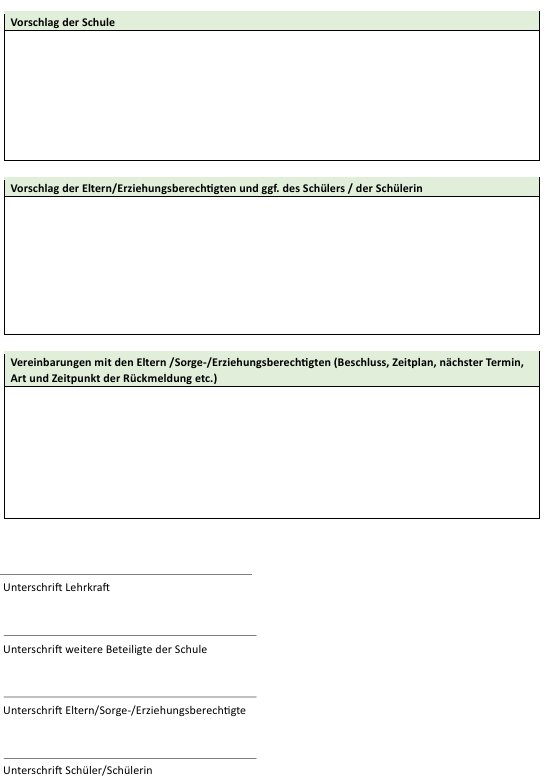 Vorschlag der Schule
Vorschlag der Eltern/Erziehungsberechtigten und ggf. des Schülers / der Schülerin
Vereinbarungen mit den Eltern /Sorge-/Erziehungsberechtigten (Beschluss, Zeitplan, nächster Termin,
Art und Zeitpunkt der Rückmeldung etc.)
Unterschrift Lehrkraft
Unterschrift weitere Beteiligte der Schule
Unterschrift Eltern/Sorge-/Erziehungsberechtigte
Unterschrift Schüler/Schülerin